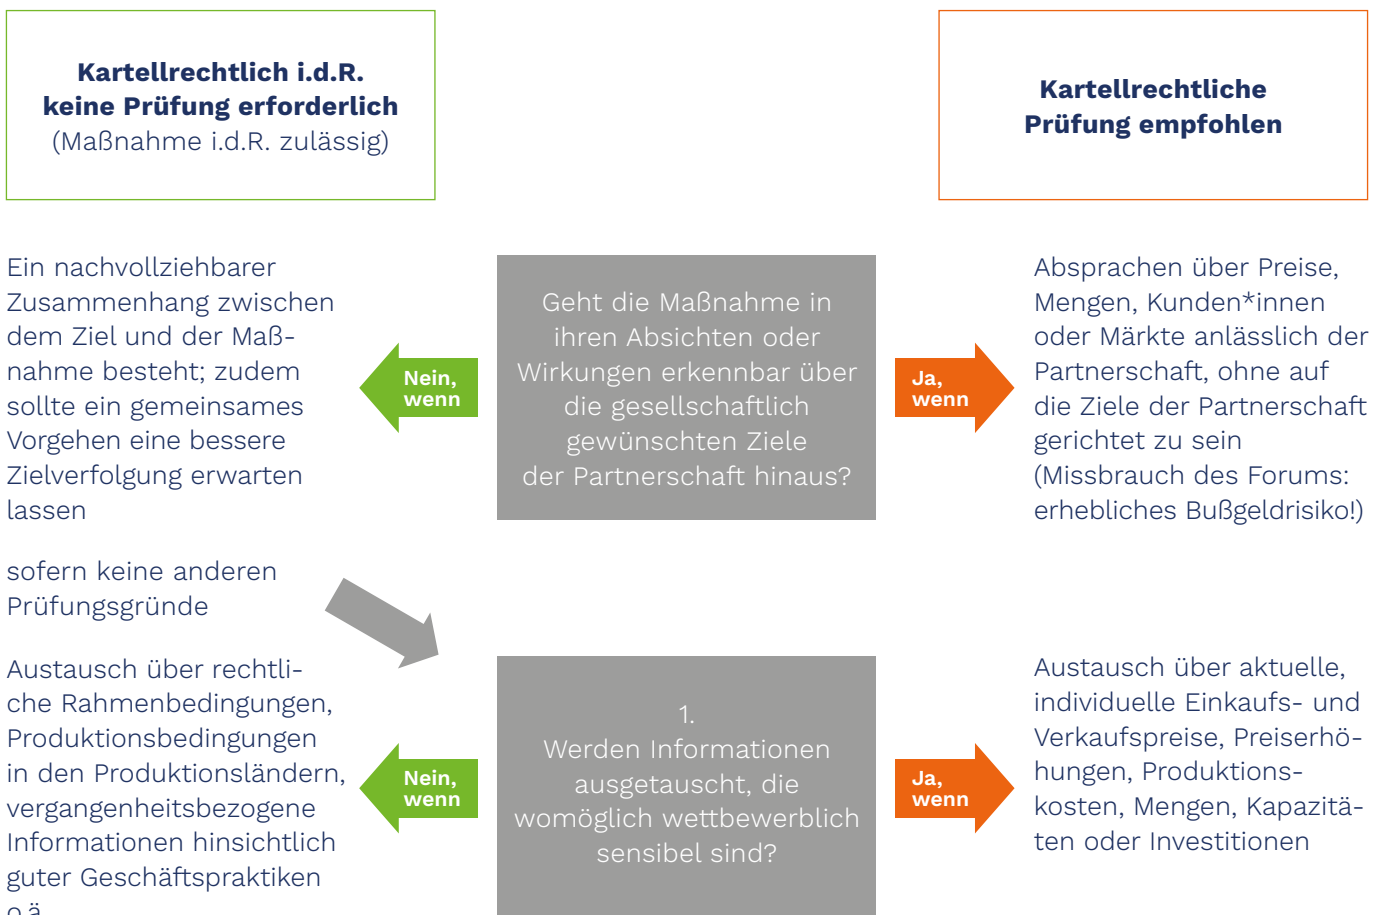 Kartellrechtlich i.d.R.
keine Prüfung erforderlich
(Maßnahme i.d.R. zulässig)
Kartellrechtliche
Prüfung empfohlen
Ein nachvollziehbarer
Zusammenhang zwischen
dem Ziel und der Maß-
nahme besteht; zudem
sollte ein gemeinsames
Vorgehen eine bessere
Zielverfolgung erwarten
lassen
Nein,
wenn
Geht die Maßnahme in
ihren Absichten oder
Wirkungen erkennbar über
die gesellschaftlich
gewünschten Ziele
der Partnerschaft hinaus?
Ja,
wenn
Absprachen über Preise,
Mengen, Kunden*innen
oder Märkte anlässlich der
Partnerschaft, ohne auf
die Ziele der Partnerschaft
gerichtet zu sein
(Missbrauch des Forums:
erhebliches Bußgeldrisiko!)
sofern keine anderen
Prüfungsgründe
Austausch über rechtli-
che Rahmenbedingungen,
Produktionsbedingungen
in den Produktionsländern,
vergangenheitsbezogene
Informationen hinsichtlich
guter Geschäftspraktiken
o.ä.
Nein,
wenn
1.
Werden Informationen
ausgetauscht, die
womöglich wettbewerblich
sensibel sind?
Ja,
wenn
Austausch über aktuelle,
individuelle Einkaufs- und
Verkaufspreise, Preiserhö-
hungen, Produktions-
kosten, Mengen, Kapazitä-
ten oder Investitionen